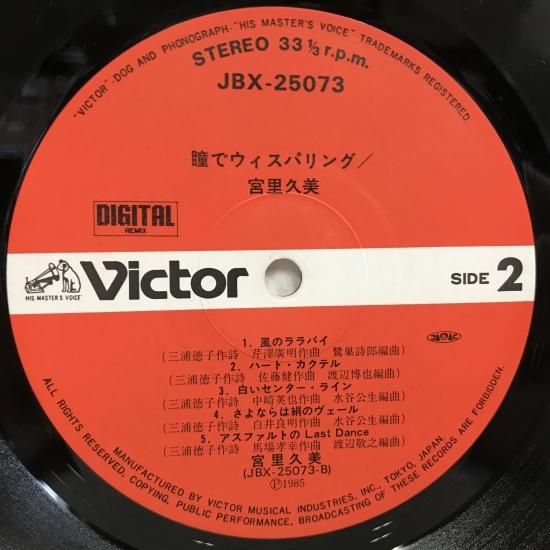 "VICTOR"·DOG AND PHONOGRAPH·"HIS MASTER'S VOICE" TRADEMARKS REGISTERED
STEREO 33⅓ r.p.m.
JBX-25073
瞳でウィスパリング/
宮里久美
DIGITAL
REMIX
HIS MASTER'S VOICE
Victor
SIDE 2
1. 風のララバイ
(三浦徳子作詩 芹澤廣明作曲 鷺巣詩郎編曲)
2. ハート・カクテル
(三浦徳子作詩 佐藤健作曲 渡辺博也編曲)
3. 白いセンター・ライン
(三浦徳子作詩 中崎英也作曲 水谷公生編曲)
4. さよならは絹のヴェール
(三浦徳子作詩 白井良明作曲 水谷公生編曲)
5. アスファルトの Last Dance
(三浦徳子作詩 馬場孝幸作曲 渡辺敬之編曲)
宮里久美
(JBX-25073-B)
Ⓟ1985
MANUFACTURED BY VICTOR MUSICAL INDUSTRIES, INC., TOKYO, JAPAN.
ALL RIGHTS RESERVED, COPYING, PUBLIC PERFORMANCE, BROADCASTING OF THESE RECORDS ARE FORBIDDEN.